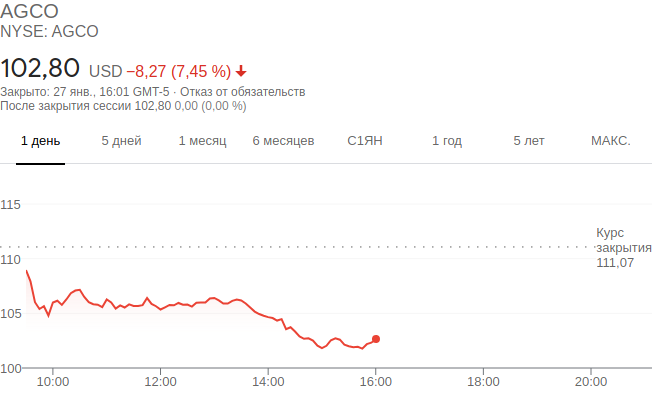 AGCO
NYSE: AGCO
102,80 USD −8,27 (7,45 %)
Закрыто: 27 янв., 16:01 GMT-5 · Отказ от обязательств
После закрытия сессии 102,80 0,00 (0,00 %)
1 день 5 дней 1 месяц 6 месяцев С1ЯН 1 год 5 лет МАКС.
115
Курс
закрытия
111,07
110
105
100
10:00 12:00 14:00 16:00 18:00 20:00